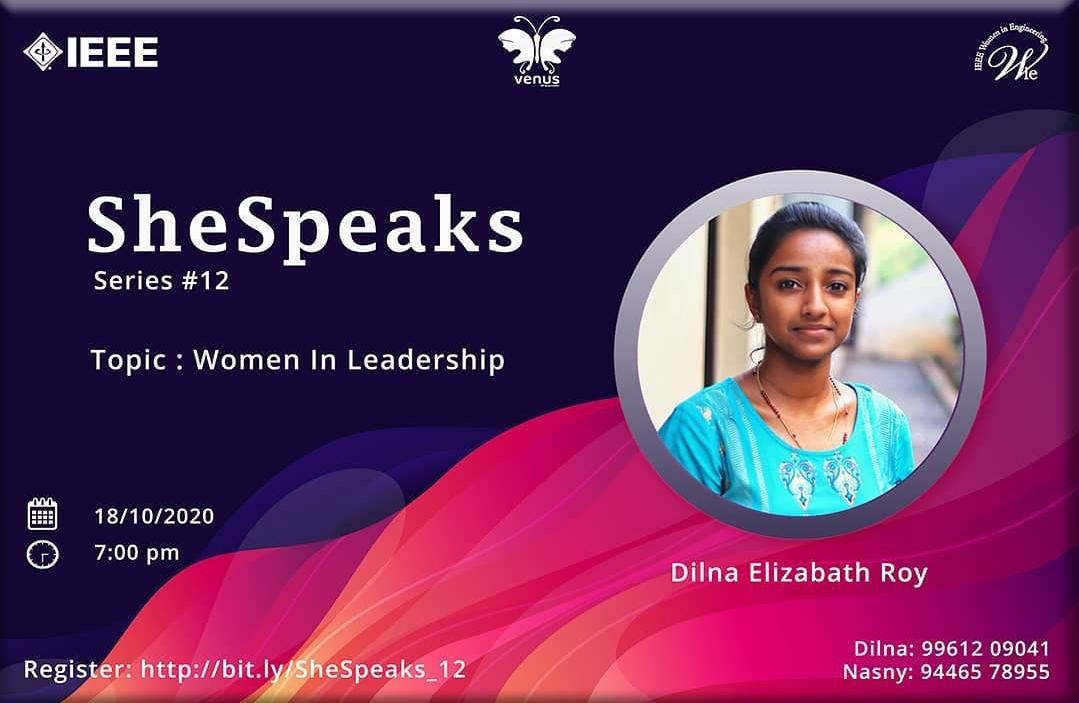 IEEE
venus
IEEE Women in Engineering
WIe
SheSpeaks
Series #12
Topic : Women In Leadership
18/10/2020
7:00 pm
Dilna Elizabath Roy
Register: http://bit.ly/SheSpeaks_12
Dilna: 99612 09041
Nasny: 94465 78955